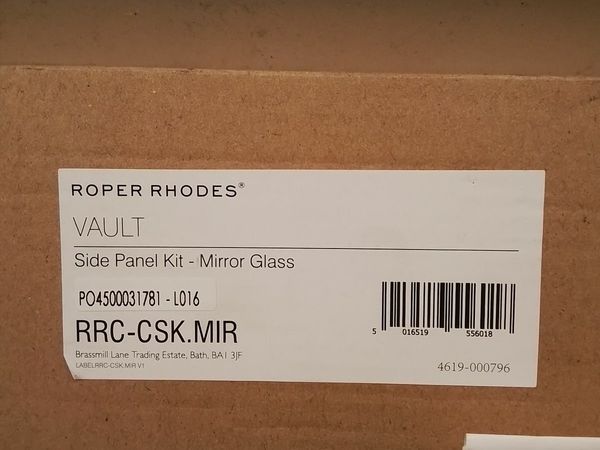 ROPER RHODES®
VAULT
Side Panel Kit - Mirror Glass
PO4500031781 - L016
RRC-CSK.MIR
Brassmill Lane Trading Estate, Bath, BA1 3JF
LABELRRC-CSK.MIR V1
5 016519 556018
4619-000796